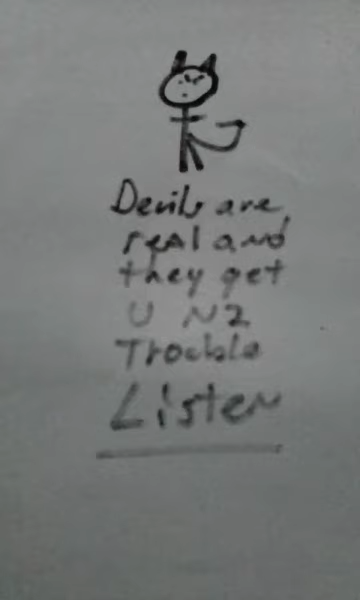 Devils are
real and
they get
U N2
Trouble
Listen